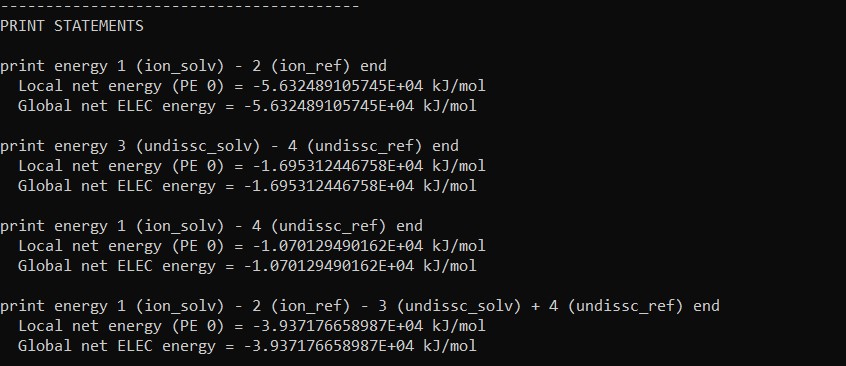 ----------------------------------------
PRINT STATEMENTS
print energy 1 (ion_solv) - 2 (ion_ref) end
Local net energy (PE 0) = -5.632489105745E+04 kJ/mol
Global net ELEC energy = -5.632489105745E+04 kJ/mol
print energy 3 (undissc_solv) - 4 (undissc_ref) end
Local net energy (PE 0) = -1.695312446758E+04 kJ/mol
Global net ELEC energy = -1.695312446758E+04 kJ/mol
print energy 1 (ion_solv) - 4 (undissc_ref) end
Local net energy (PE 0) = -1.070129490162E+04 kJ/mol
Global net ELEC energy = -1.070129490162E+04 kJ/mol
print energy 1 (ion_solv) - 2 (ion_ref) - 3 (undissc_solv) + 4 (undissc_ref) end
Local net energy (PE 0) = -3.937176658987E+04 kJ/mol
Global net ELEC energy = -3.937176658987E+04 kJ/mol